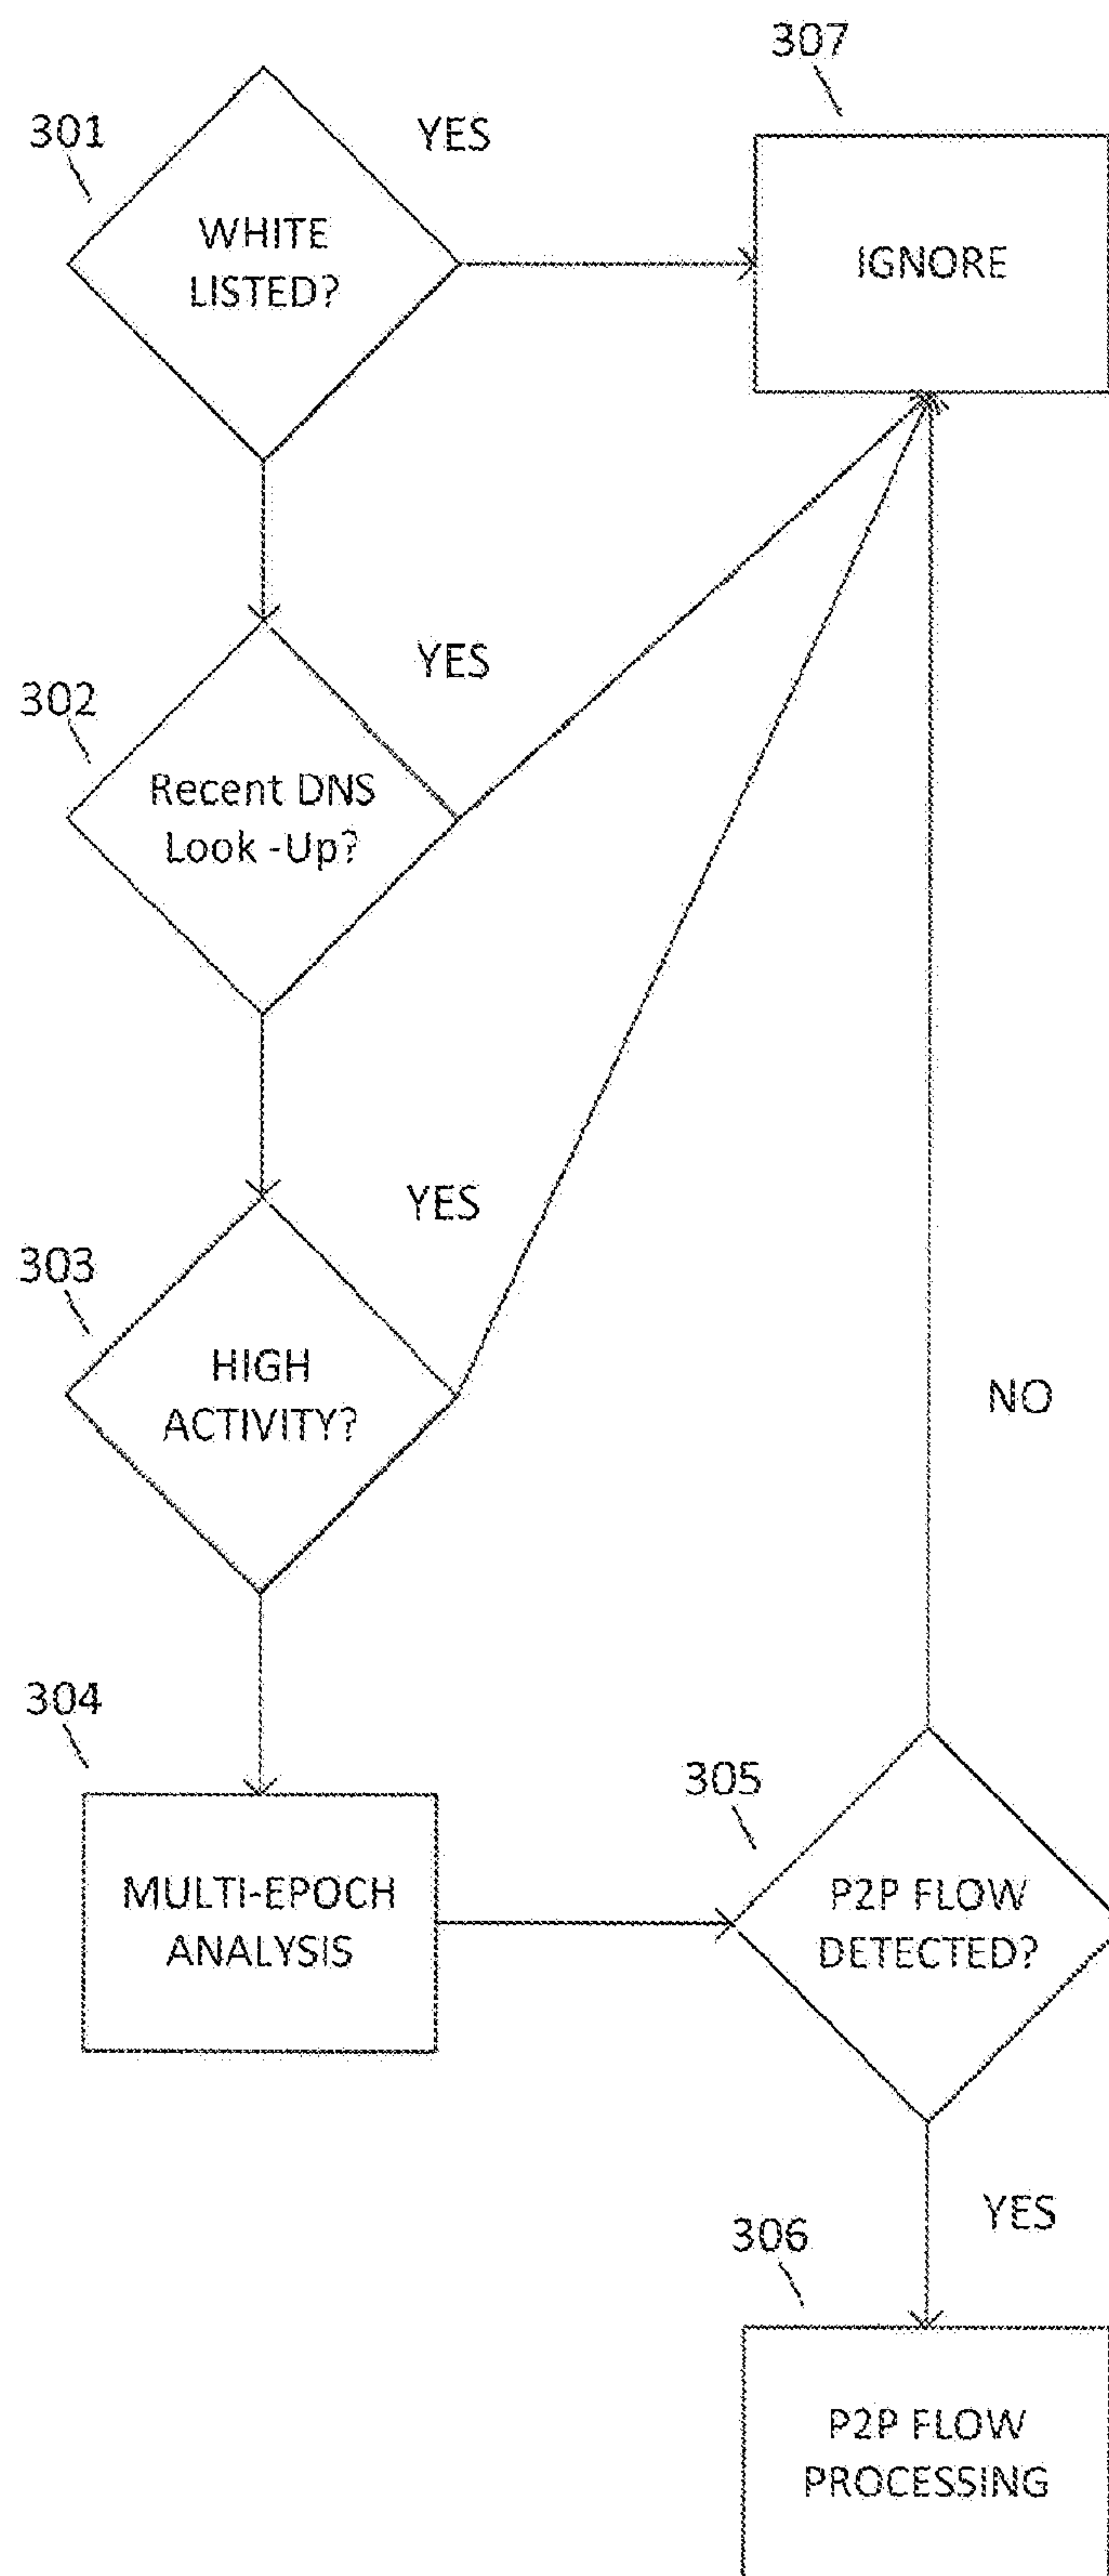 307
301
YES
WHITE
LISTED?
IGNORE
YES
302
Recent DNS
Look -Up?
YES
303
HIGH
ACTIVITY?
NO
304
305
MULTI-EPOCH
ANALYSIS
P2P FLOW
DETECTED?
YES
306
P2P FLOW
PROCESSING